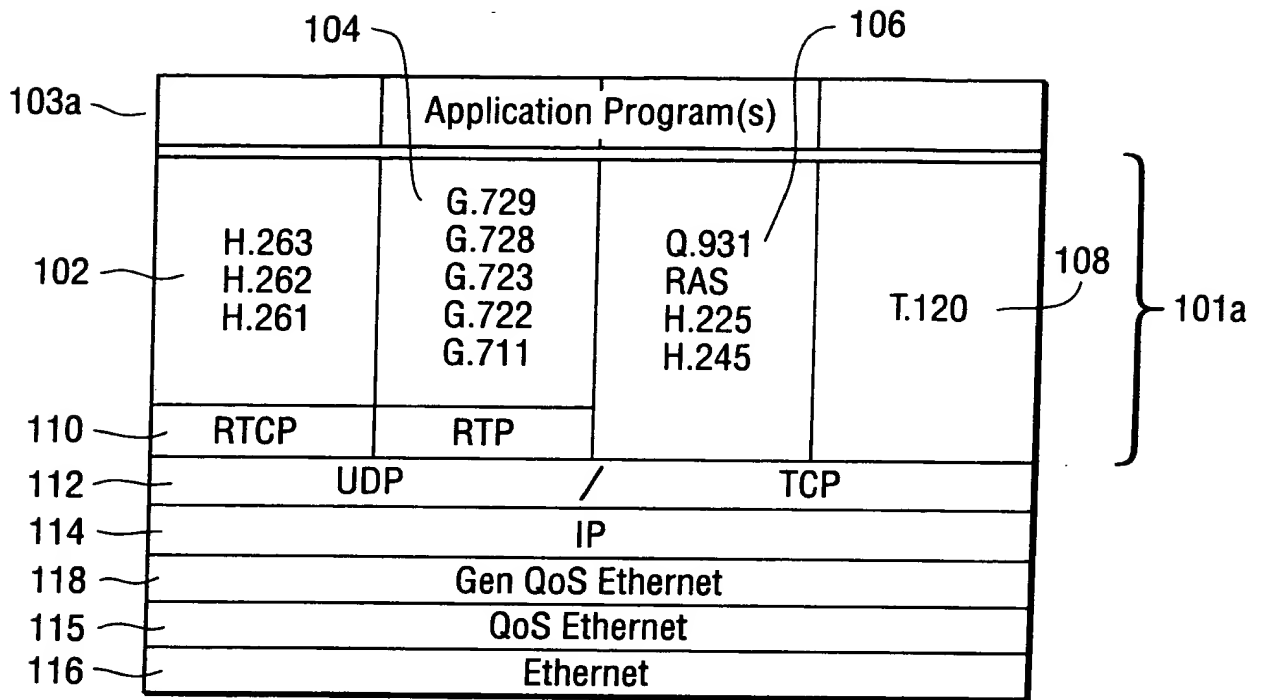 104
106
103a
Application Program(s)
102
H.263
H.262
H.261
G.729
G.728
G.723
G.722
G.711
Q.931
RAS
H.225
H.245
T.120
108
101a
110
RTCP
RTP
112
UDP / TCP
114
IP
118
Gen QoS Ethernet
115
QoS Ethernet
116
Ethernet